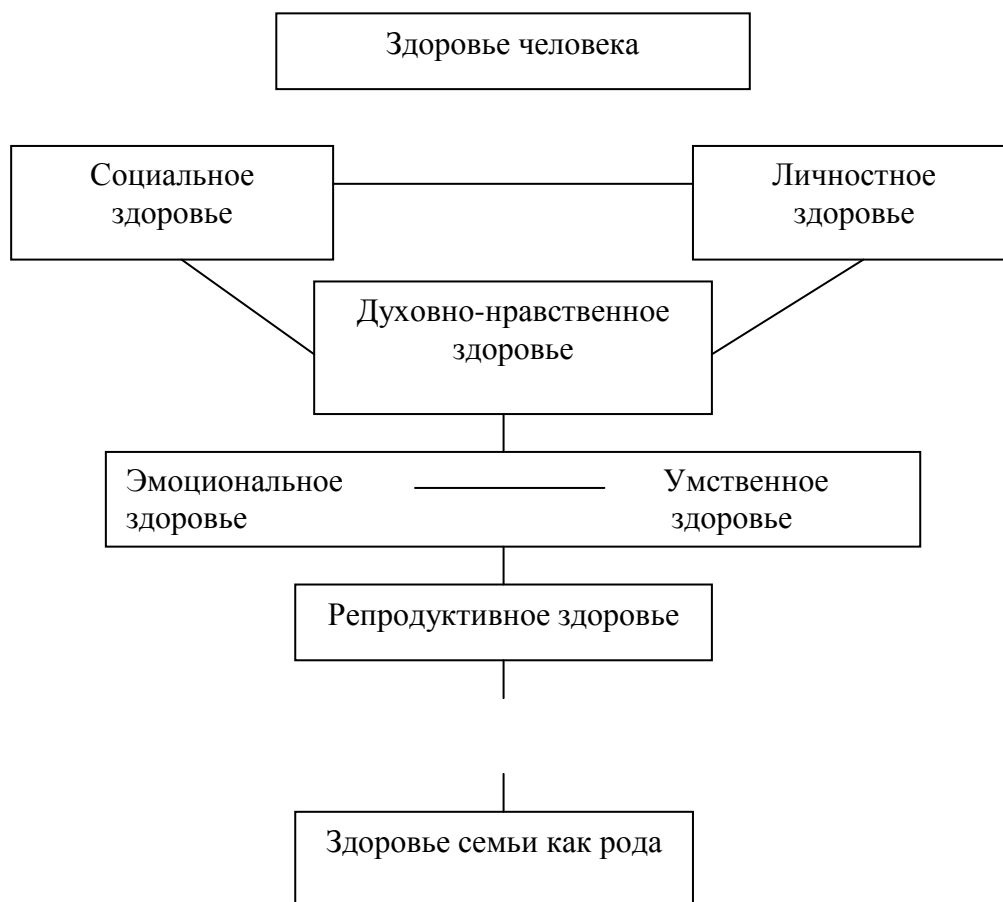 Здоровье человека
Социальное
здоровье
Личностное
здоровье
Духовно-нравственное
здоровье
Эмоциональное
здоровье
Умственное
здоровье
Репродуктивное здоровье
Здоровье семьи как рода